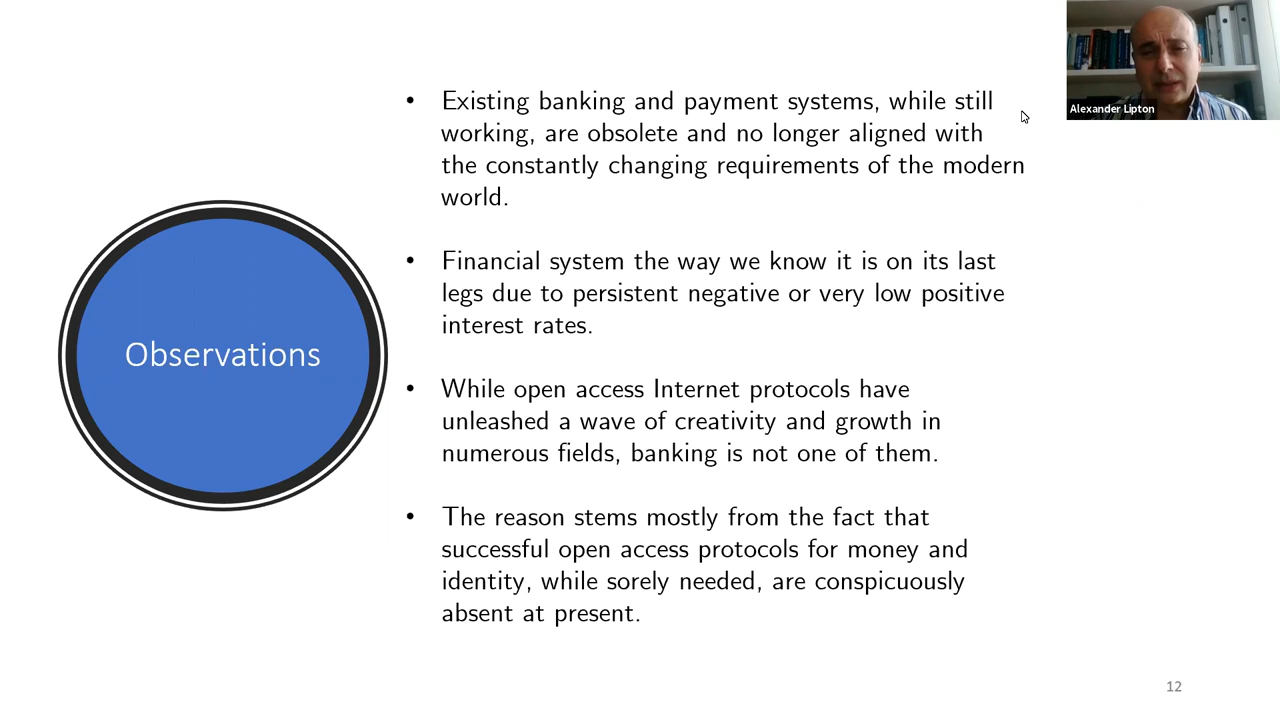 Observations
• Existing banking and payment systems, while still
working, are obsolete and no longer aligned with
the constantly changing requirements of the modern
world.
• Financial system the way we know it is on its last
legs due to persistent negative or very low positive
interest rates.
• While open access Internet protocols have
unleashed a wave of creativity and growth in
numerous fields, banking is not one of them.
• The reason stems mostly from the fact that
successful open access protocols for money and
identity, while sorely needed, are conspicuously
absent at present.
Alexander Lipton
12